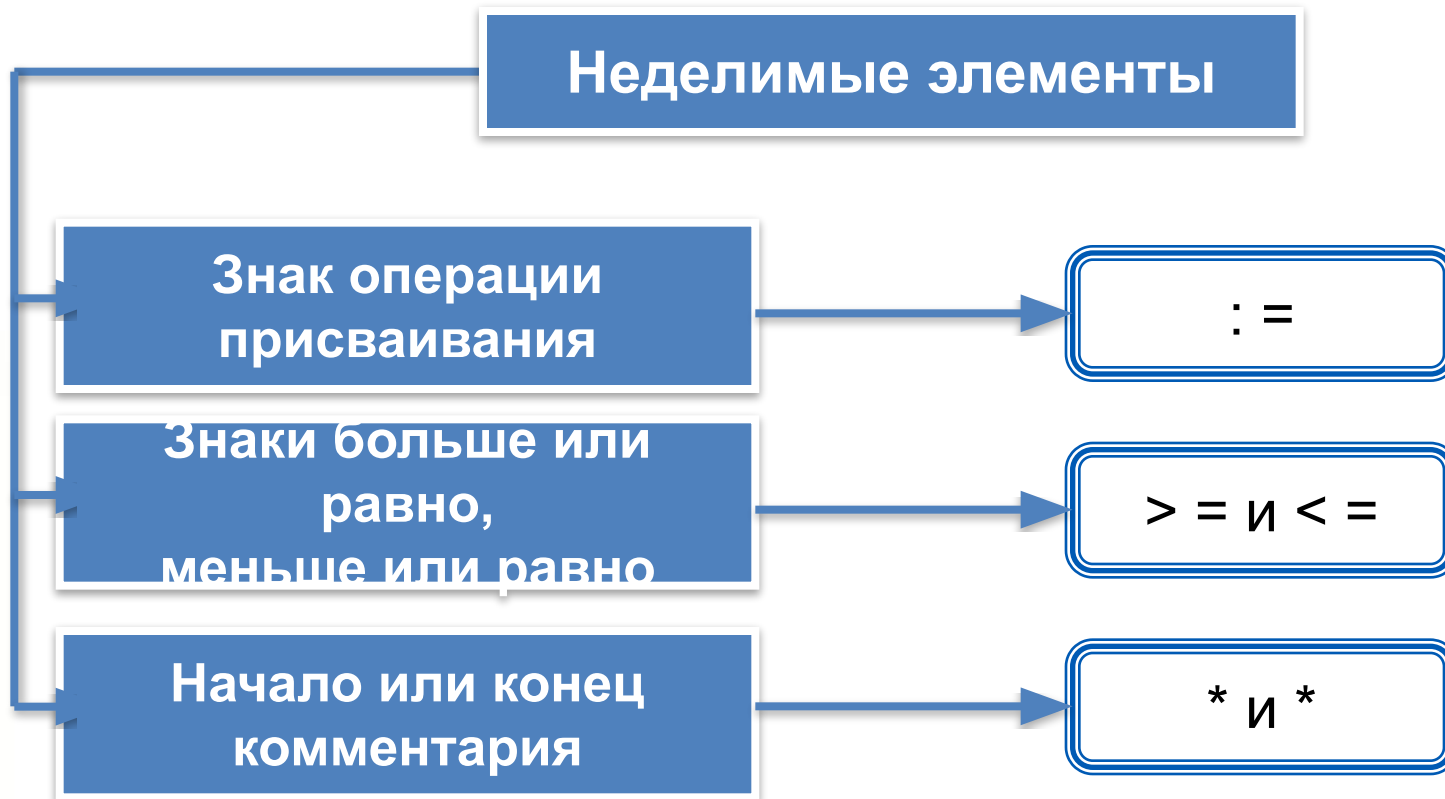 Неделимые элементы
Знак операции
присваивания
: =
Знаки больше или
равно,
меньше или равно
> = и < =
Начало или конец
комментария
* и *